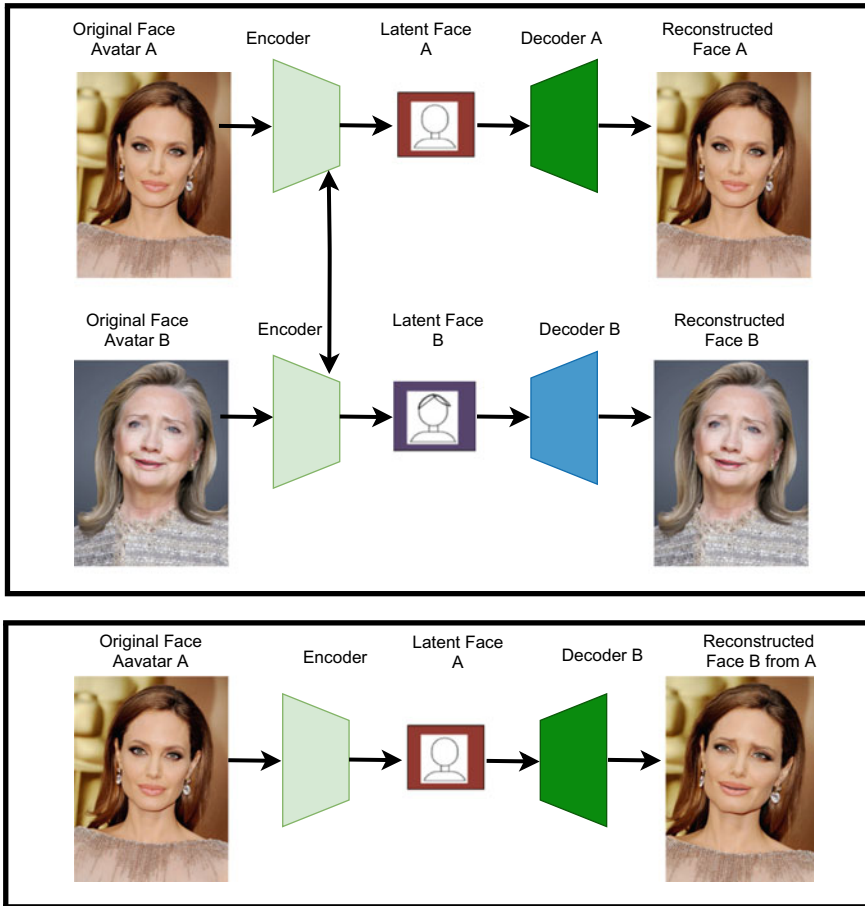 Original Face
Avatar A
Encoder
Latent Face
A
Decoder A
Reconstructed
Face A
Original Face
Avatar B
Encoder
Latent Face
B
Decoder B
Reconstructed
Face B
Original Face
Aavatar A
Encoder
Latent Face
A
Decoder B
Reconstructed
Face B from A